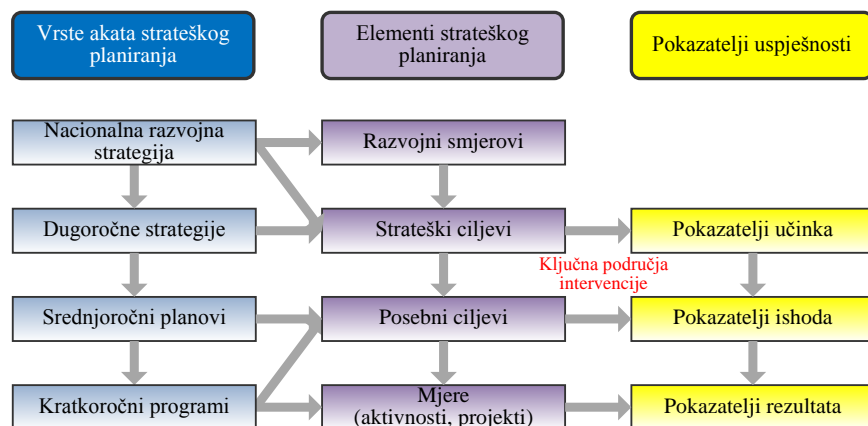 Vrste akata strateškog
planiranja
Elementi strateškog
planiranja
Pokazatelji uspješnosti
Nacionalna razvojna
strategija
Razvojni smjerovi
Dugoročne strategije
Strateški ciljevi
Pokazatelji učinka
Ključna područja
intervencije
Srednjoročni planovi
Posebni ciljevi
Pokazatelji ishoda
Kratkoročni programi
Mjere
(aktivnosti, projekti)
Pokazatelji rezultata